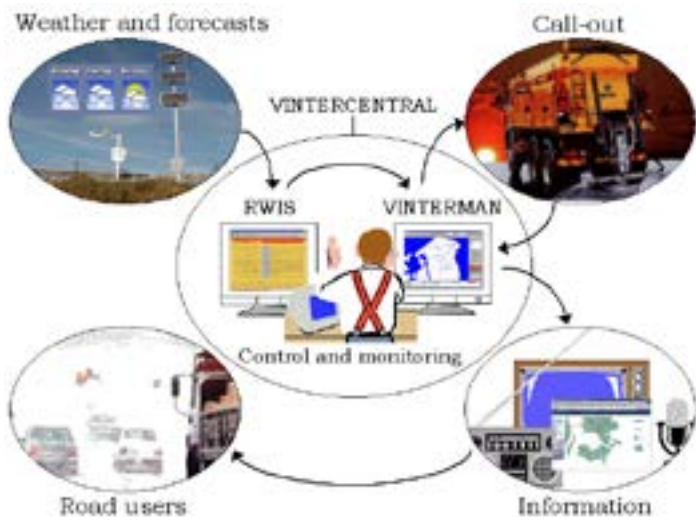 Weather and forecasts
Call-out
VINTERCENTRAL
RWIS
VINTERMAN
Control and monitoring
Road users
Information